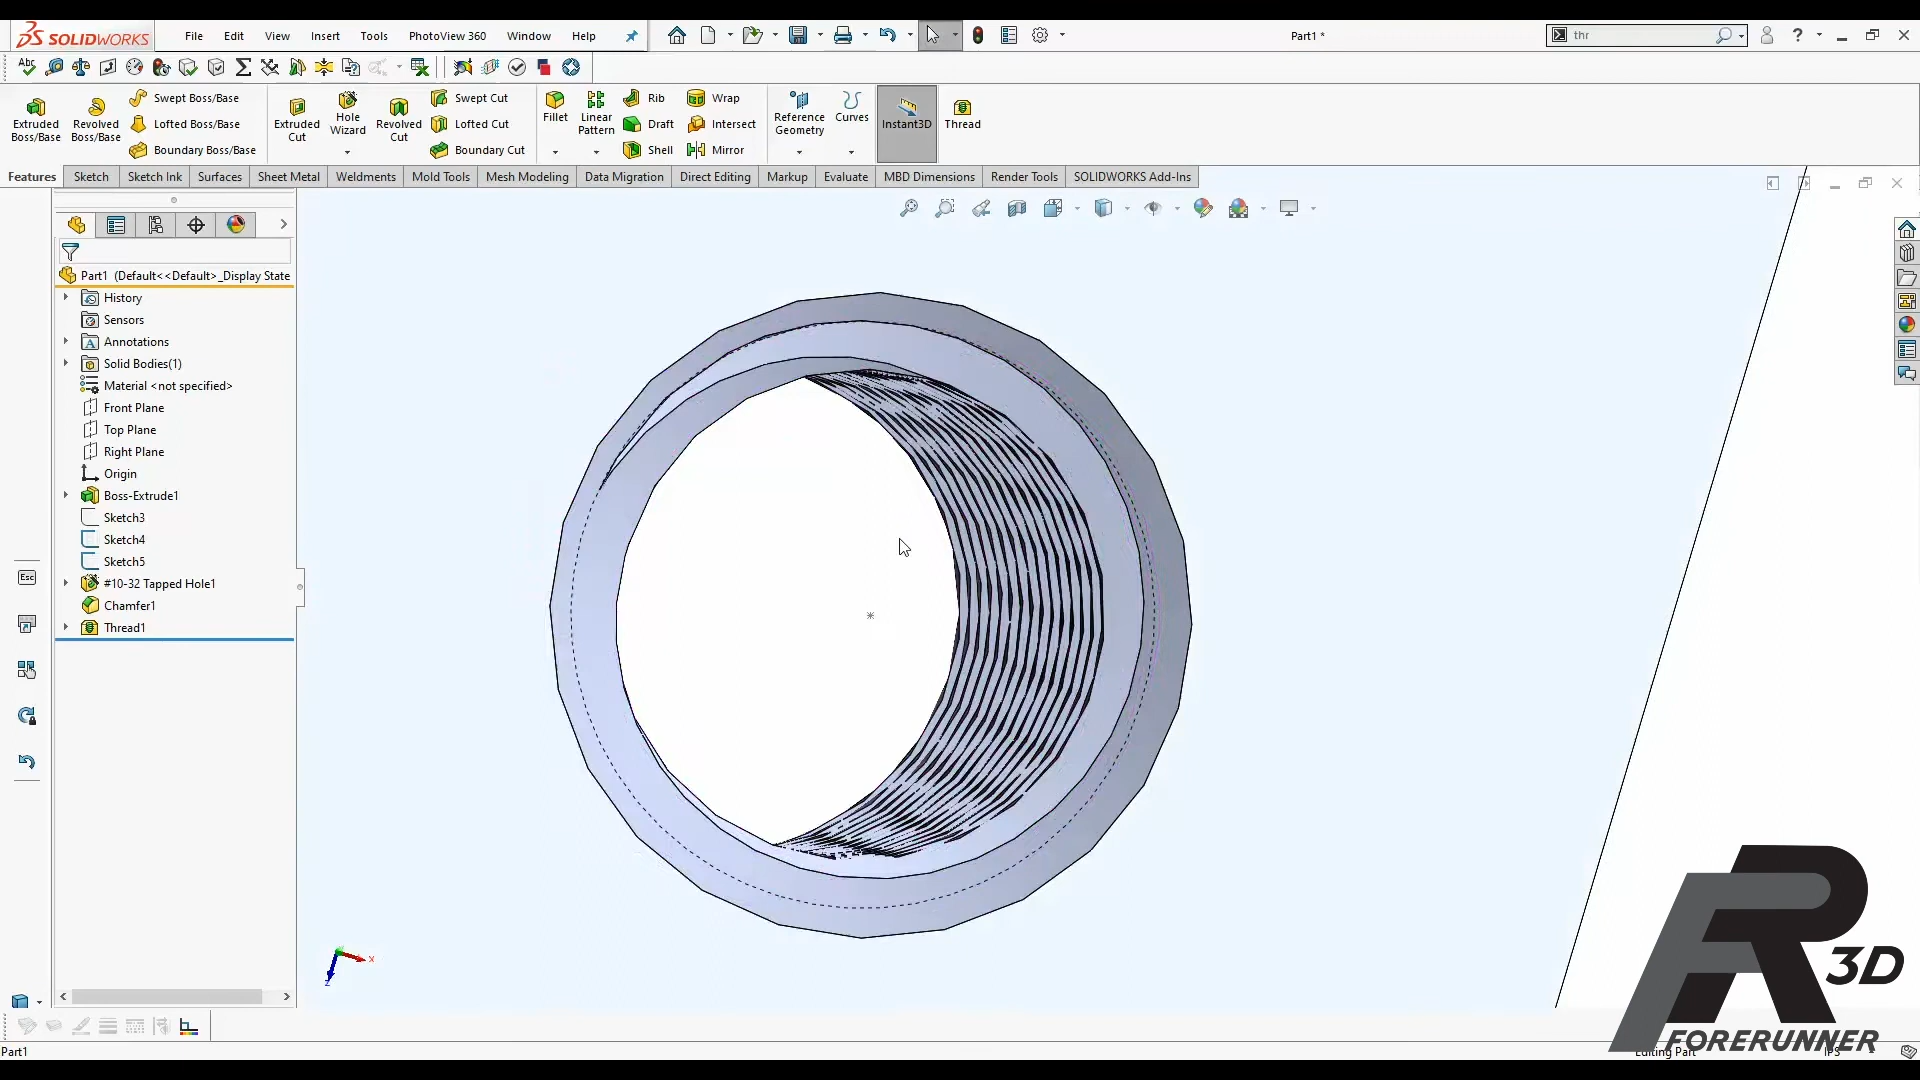 SOLIDWORKS
File Edit View Insert Tools PhotoView 360 Window Help
Part1 *
thr
?
Extruded Boss/Base
Revolved Boss/Base
Swept Boss/Base
Lofted Boss/Base
Boundary Boss/Base
Extruded Cut
Hole Wizard
Revolved Cut
Swept Cut
Lofted Cut
Boundary Cut
Fillet
Linear Pattern
Rib
Draft
Shell
Wrap
Intersect
Mirror
Reference Geometry
Curves
Instant3D
Thread
Features Sketch Sketch Ink Surfaces Sheet Metal Weldments Mold Tools Mesh Modeling Data Migration Direct Editing Markup Evaluate MBD Dimensions Render Tools SOLIDWORKS Add-Ins
Part1 (Default<<Default>_Display State
History
Sensors
Annotations
Solid Bodies(1)
Material <not specified>
Front Plane
Top Plane
Right Plane
Origin
Boss-Extrude1
Sketch3
Sketch4
Sketch5
#10-32 Tapped Hole1
Chamfer1
Thread1
Esc
x
z
FR
3D
FORERUNNER
Part1
Editing Part
IPS